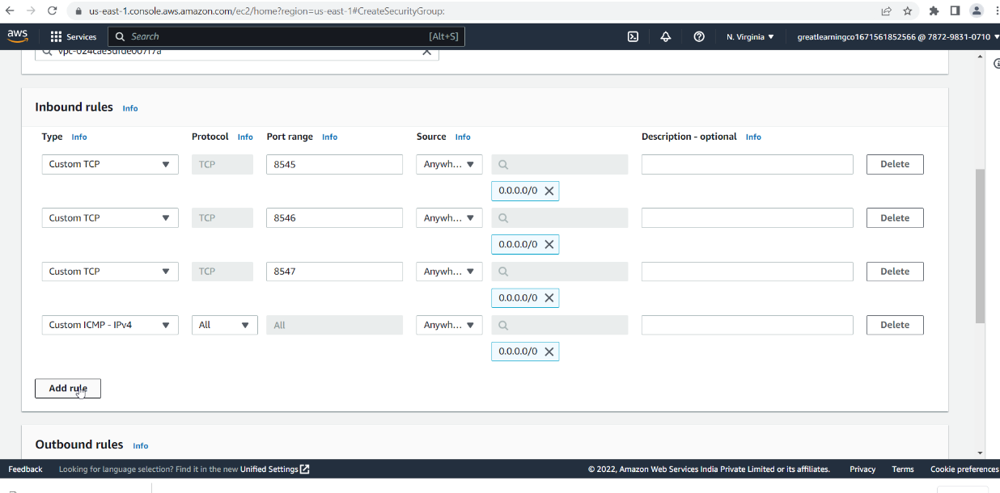 us-east-1.console.aws.amazon.com/ec2/home?region=us-east-1#CreateSecurityGroup:
aws Services Search [Alt+S] N. Virginia greatlearningco1671561852566 @ 7872-9831-0710
Inbound rules Info
Type Info Protocol Info Port range Info Source Info Description - optional Info
Custom TCP TCP 8545 Anywh... Delete
0.0.0.0/0
Custom TCP TCP 8546 Anywh... Delete
0.0.0.0/0
Custom TCP TCP 8547 Anywh... Delete
0.0.0.0/0
Custom ICMP - IPv4 All All Anywh... Delete
0.0.0.0/0
Add rule
Outbound rules Info
Feedback Looking for language selection? Find it in the new Unified Settings © 2022, Amazon Web Services India Private Limited or its affiliates. Privacy Terms Cookie preferences